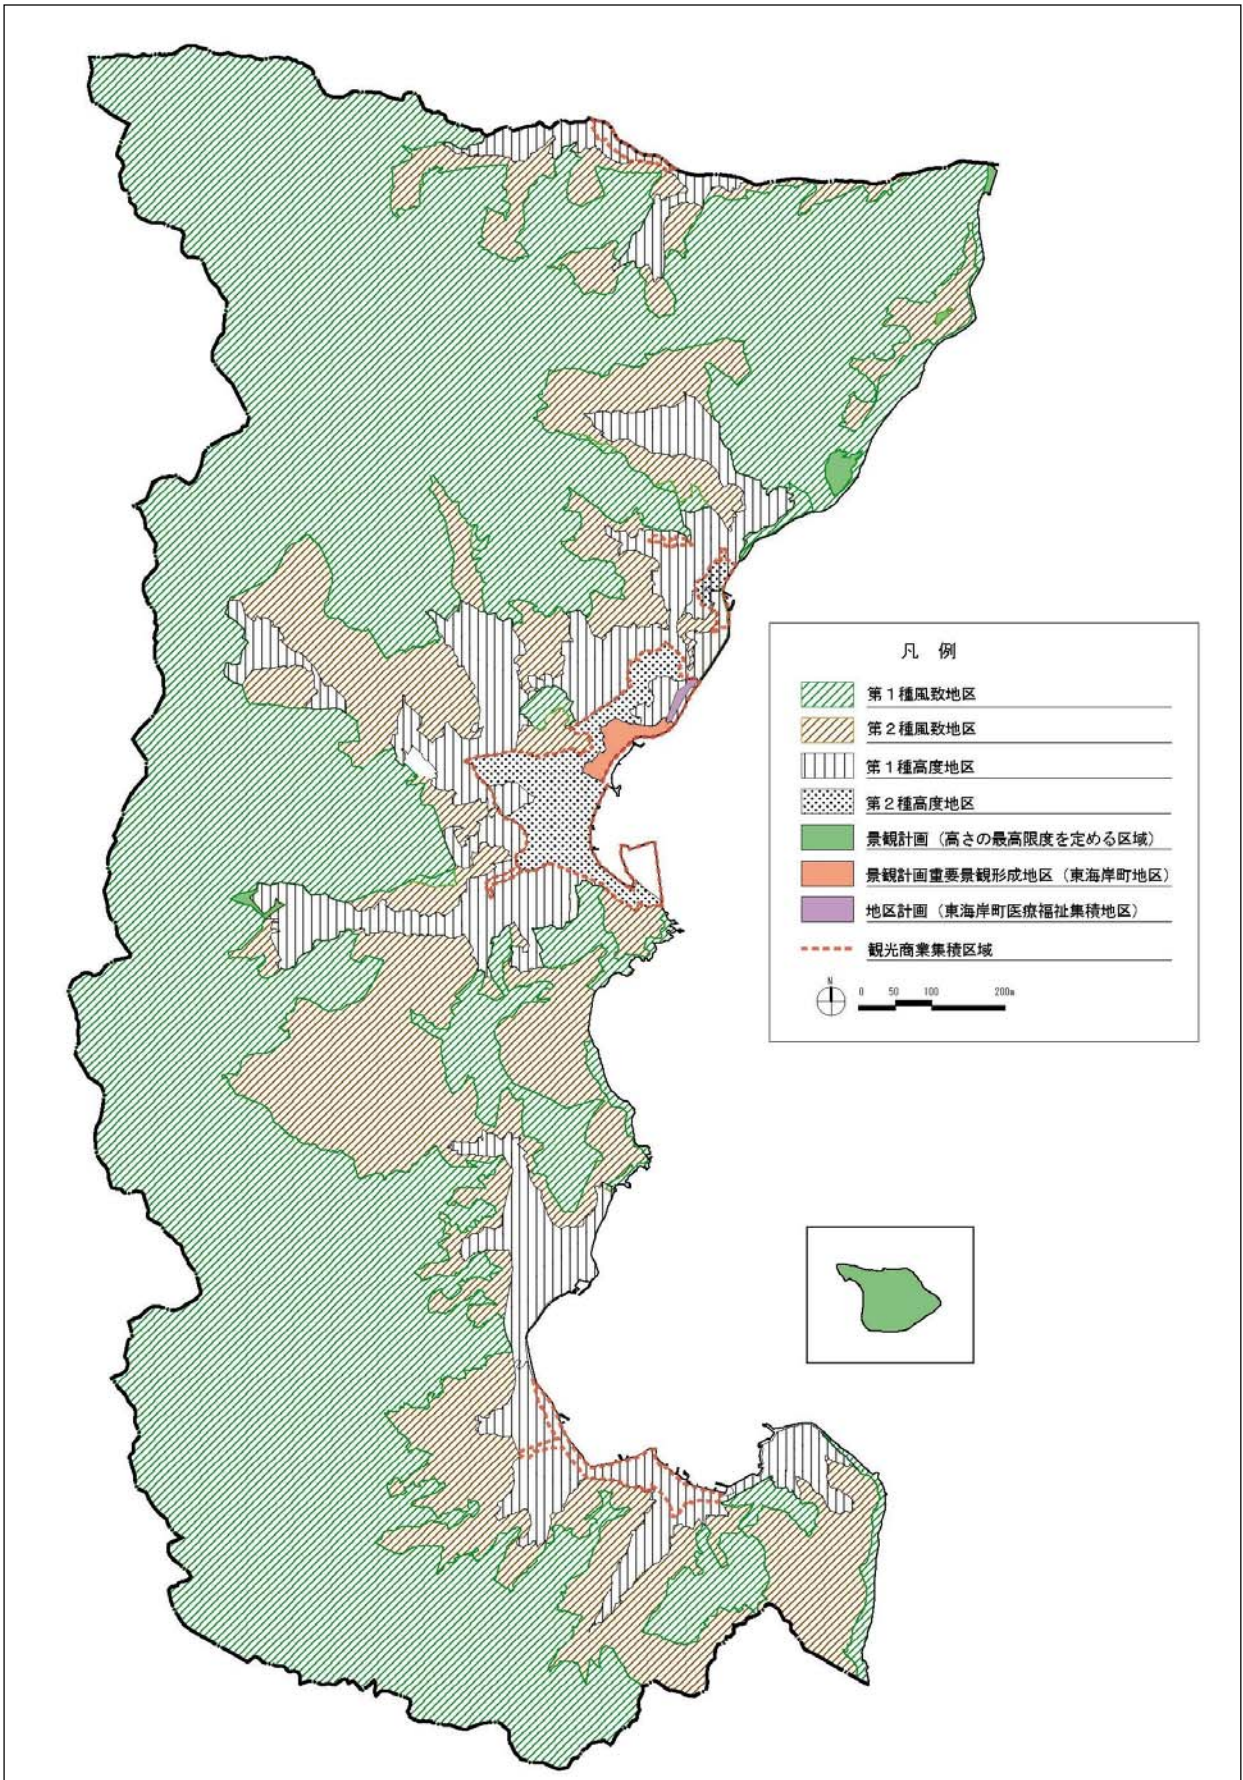 凡 例
第1種風致地区
第2種風致地区
第1種高度地区
第2種高度地区
景観計画（高さの最高限度を定める区域）
景観計画重要景観形成地区（東海岸町地区）
地区計画（東海岸町医療福祉集積地区）
観光商業集積区域
N
0 50 100 200m